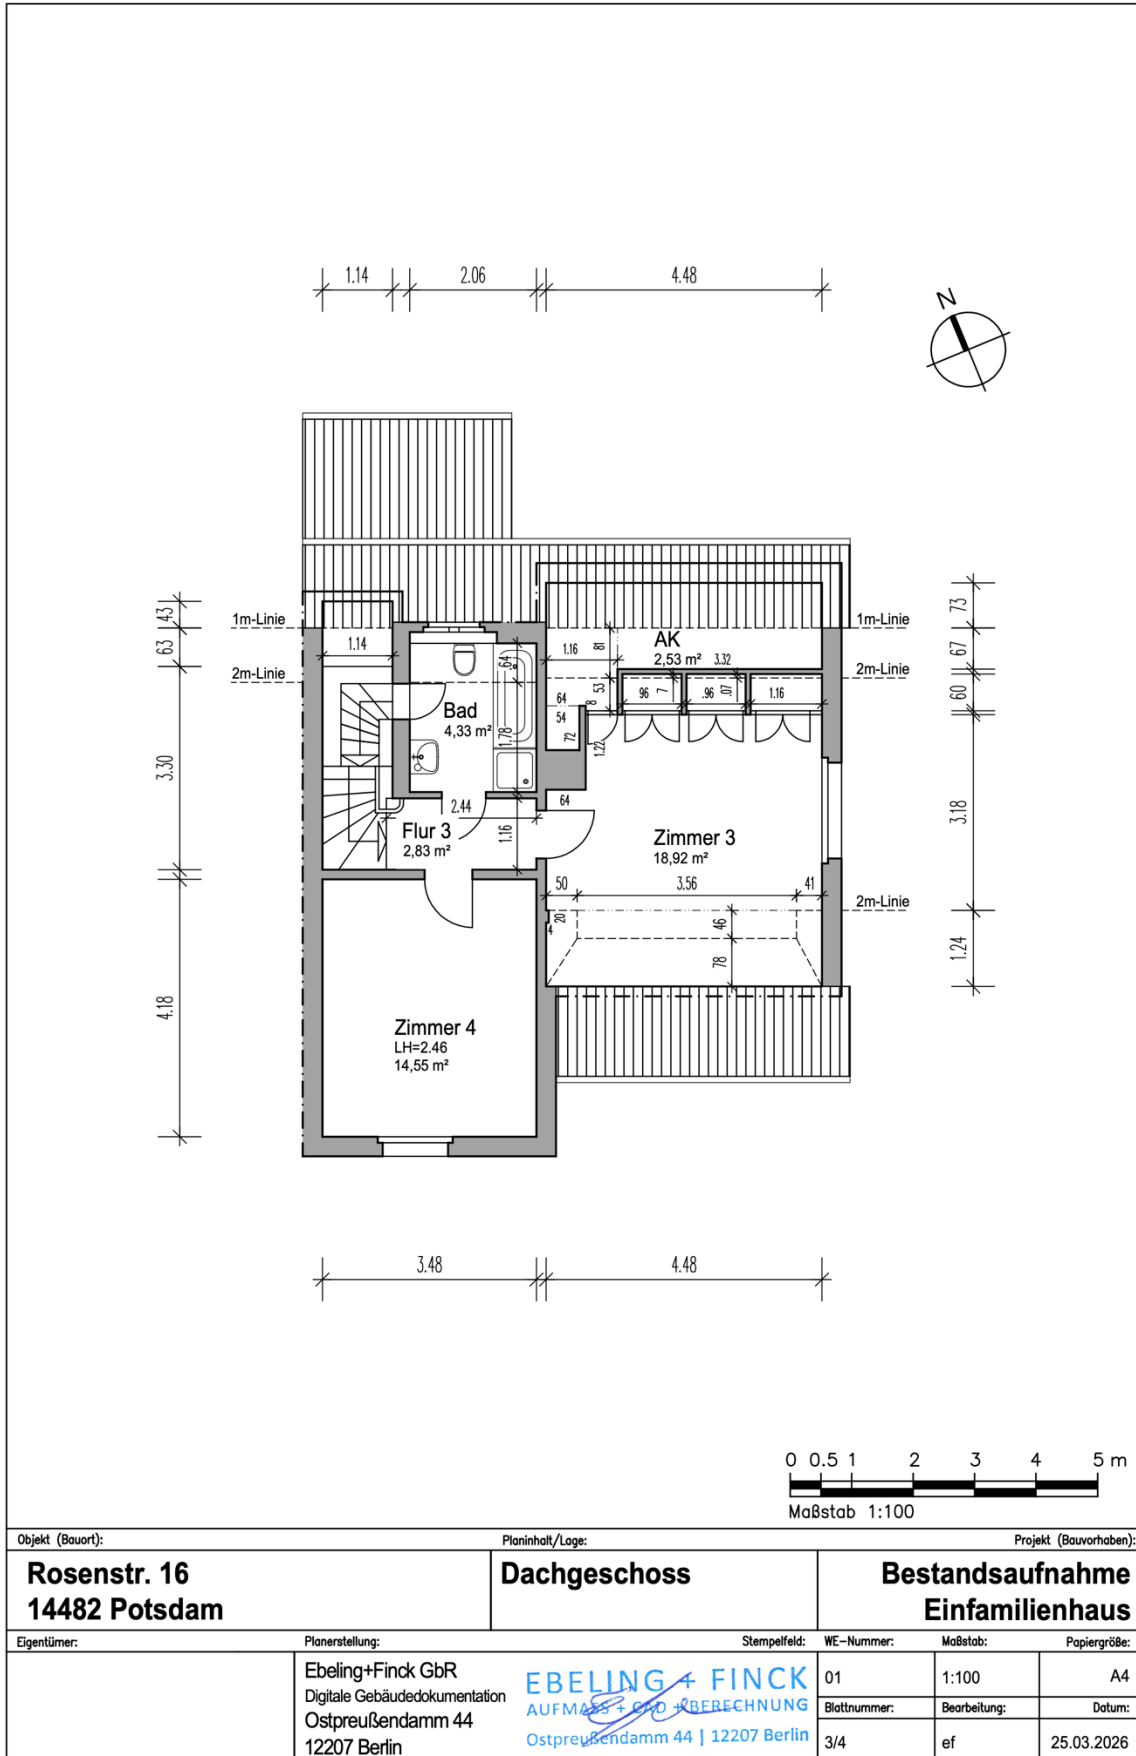 1.14
2.06
4.48
N
43
63
3.30
4.18
1m-Linie
2m-Linie
1.14
1m-Linie
2m-Linie
2m-Linie
73
67
60
3.18
1.24
AK
2,53 m²
3.32
1.16
81
53
8
64
54
72
1.22
96
7
.96
.07
1.16
Bad
4,33 m²
.64
1.78
2.44
1.16
Flur 3
2,83 m²
64
Zimmer 3
18,92 m²
50
3.56
41
20
4
46
78
Zimmer 4
LH=2.46
14,55 m²
3.48
4.48
0 0.5 1 2 3 4 5 m
Maßstab 1:100
Objekt (Bauort):
Planinhalt/Lage:
Projekt (Bauvorhaben):
Rosenstr. 16
14482 Potsdam
Dachgeschoss
Bestandsaufnahme
Einfamilienhaus
Eigentümer:
Planerstellung:
Stempelfeld:
WE-Nummer:
Maßstab:
Papiergröße:
Ebeling+Finck GbR
Digitale Gebäudedokumentation
Ostpreußendamm 44
12207 Berlin
EBELING + FINCK
AUFMASS + CAD + BERECHNUNG
Ostpreußendamm 44 | 12207 Berlin
01
1:100
A4
Blattnummer:
Bearbeitung:
Datum:
3/4
ef
25.03.2026